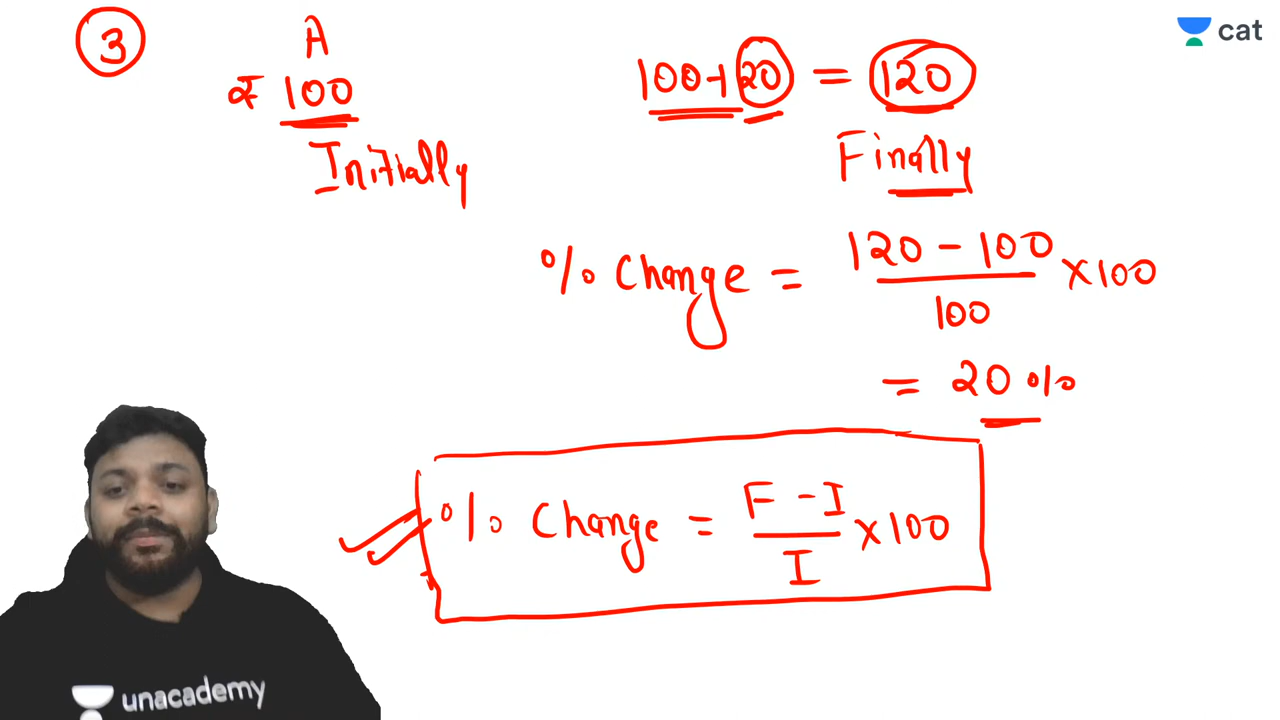 3
A
₹ 100
Initially
100+20 = 120
Finally
% Change = 120 - 100 / 100 × 100
= 20 %
% Change = F - I / I × 100
cat
unacademy